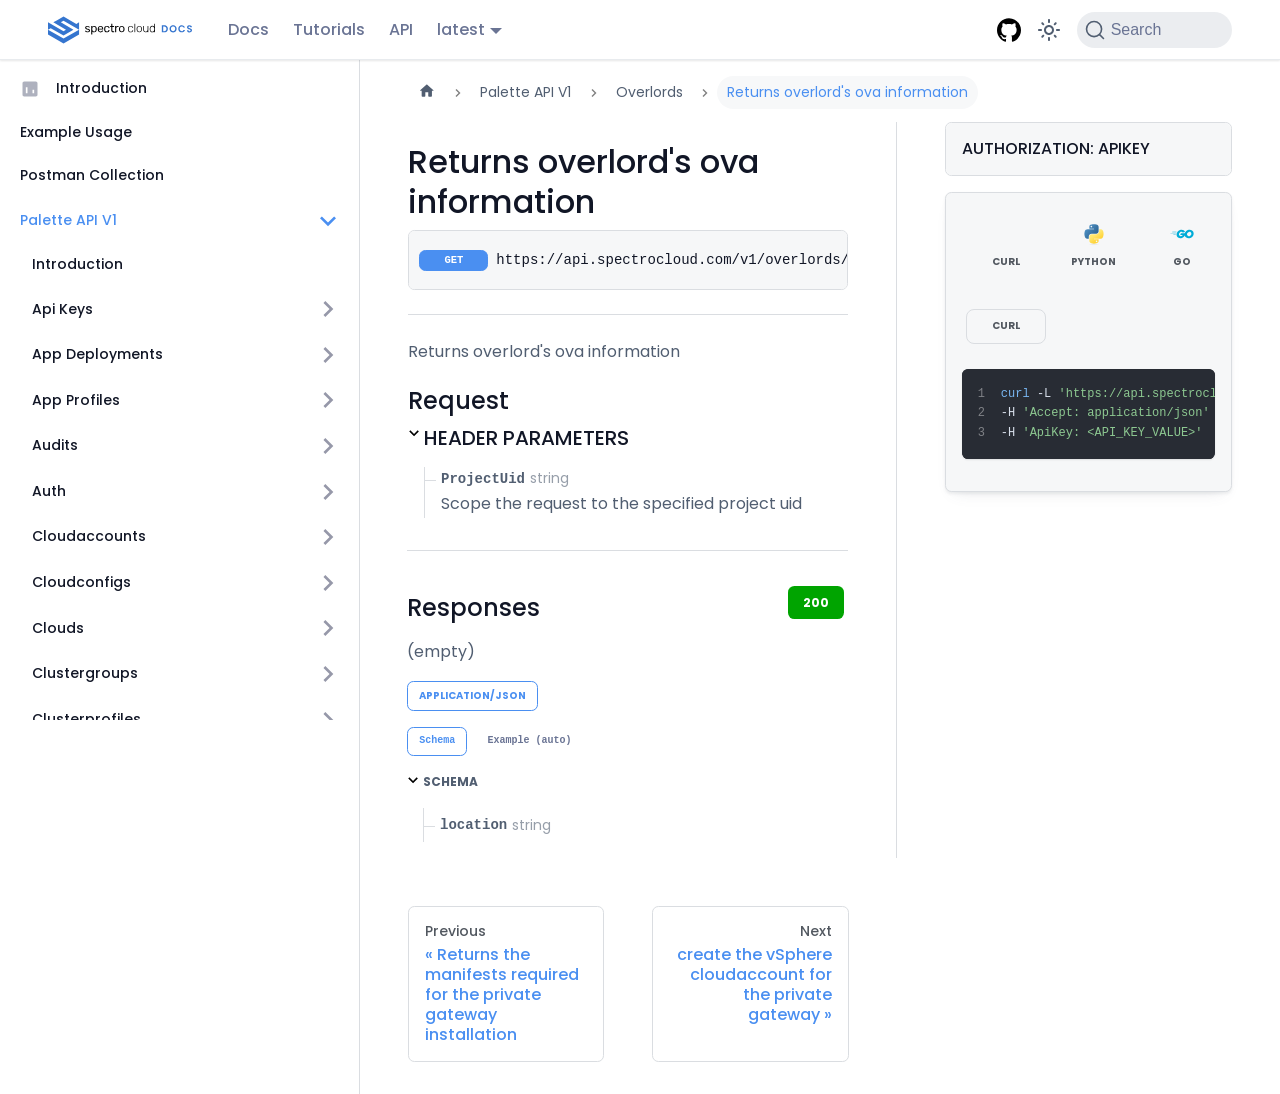 spectro cloud DOCS Docs Tutorials API latest Search
Introduction
Example Usage
Postman Collection
Palette API V1
Introduction
Api Keys
App Deployments
App Profiles
Audits
Auth
Cloudaccounts
Cloudconfigs
Clouds
Clustergroups
Clusterprofiles
Palette API V1 Overlords Returns overlord's ova information
Returns overlord's ova
information
GET https://api.spectrocloud.com/v1/overlords/
Returns overlord's ova information
Request
HEADER PARAMETERS
ProjectUid string
Scope the request to the specified project uid
Responses
200
(empty)
APPLICATION/JSON
Schema Example (auto)
SCHEMA
location string
Previous
« Returns the
manifests required
for the private
gateway
installation
Next
create the vSphere
cloudaccount for
the private
gateway »
AUTHORIZATION: APIKEY
GO
CURL PYTHON GO
CURL
1 curl -L 'https://api.spectrocl
2 -H 'Accept: application/json'
3 -H 'ApiKey: <API_KEY_VALUE>'